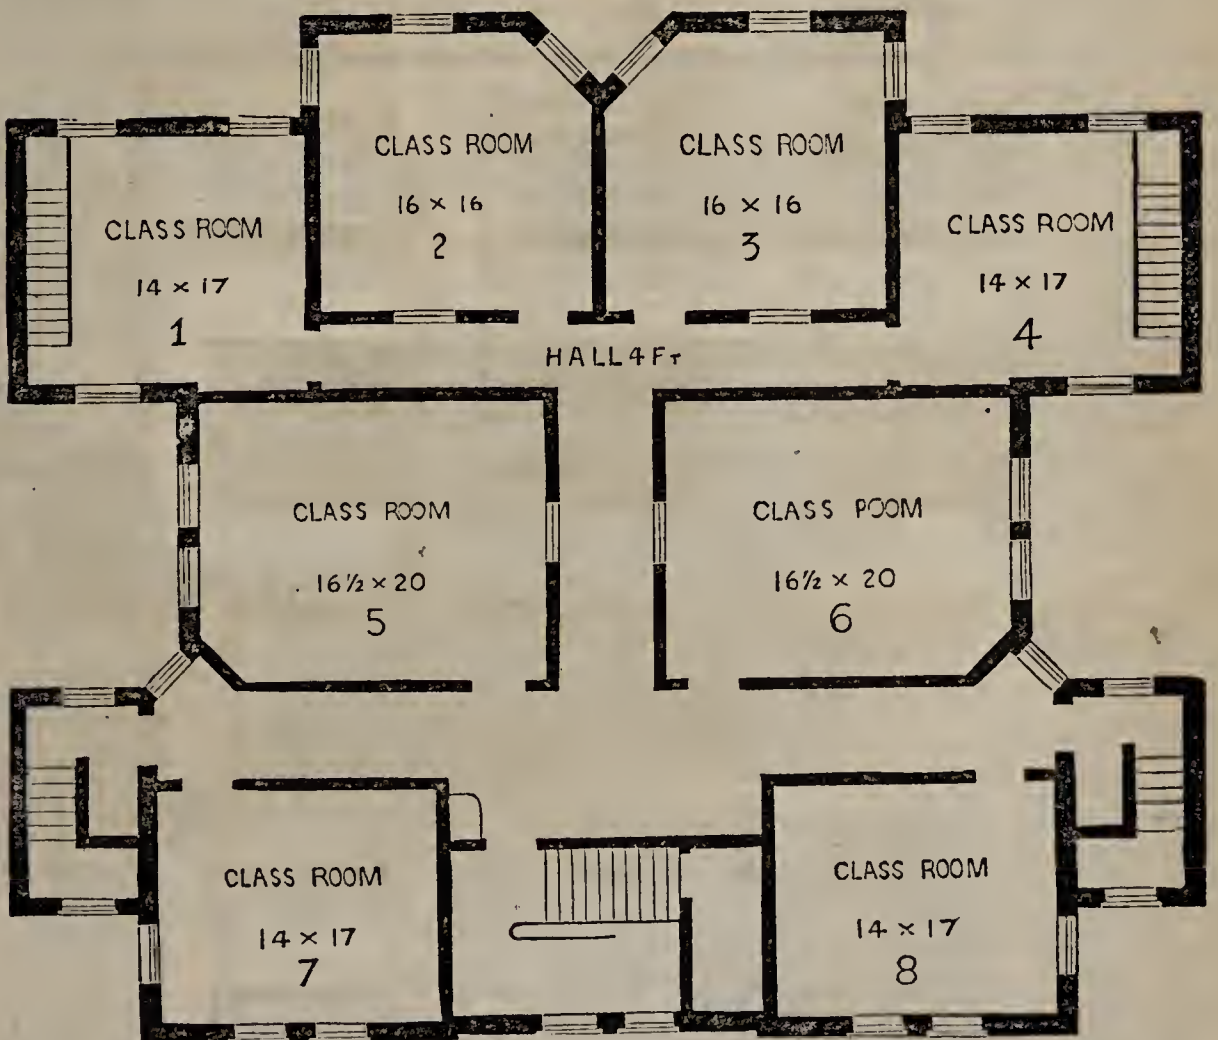 CLASS ROOM
16 × 16
2
CLASS ROOM
16 × 16
3
CLASS ROOM
14 × 17
1
CLASS ROOM
14 × 17
4
HALL 4 FT
CLASS ROOM
16½ × 20
5
CLASS POOM
16½ × 20
6
CLASS ROOM
14 × 17
7
CLASS ROOM
14 × 17
8